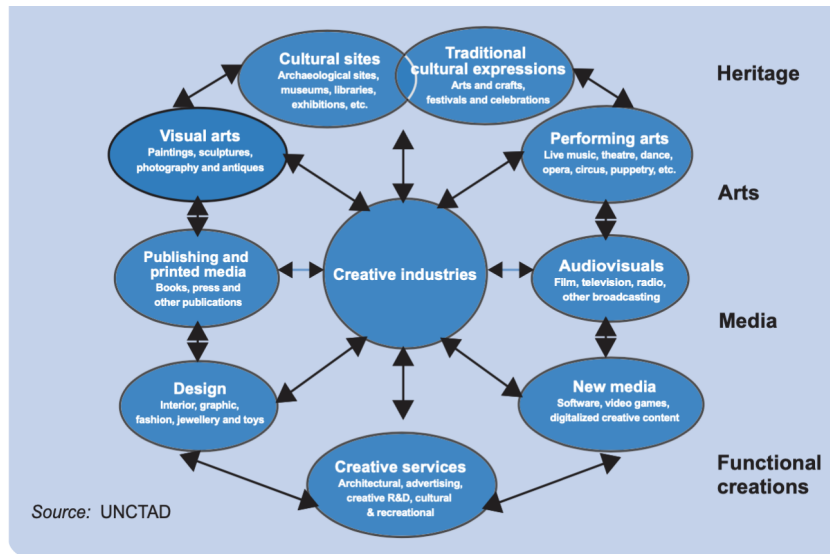 Cultural sites
Archaeological sites,
museums, libraries,
exhibitions, etc.
Traditional
cultural expressions
Arts and crafts,
festivals and celebrations
Heritage
Visual arts
Paintings, sculptures,
photography and antiques
Performing arts
Live music, theatre, dance,
opera, circus, puppetry, etc.
Arts
Publishing and
printed media
Books, press and
other publications
Creative industries
Audiovisuals
Film, television, radio,
other broadcasting
Media
Design
Interior, graphic,
fashion, jewellery and toys
New media
Software, video games,
digitalized creative content
Creative services
Architectural, advertising,
creative R&D, cultural
& recreational
Functional
creations
Source: UNCTAD